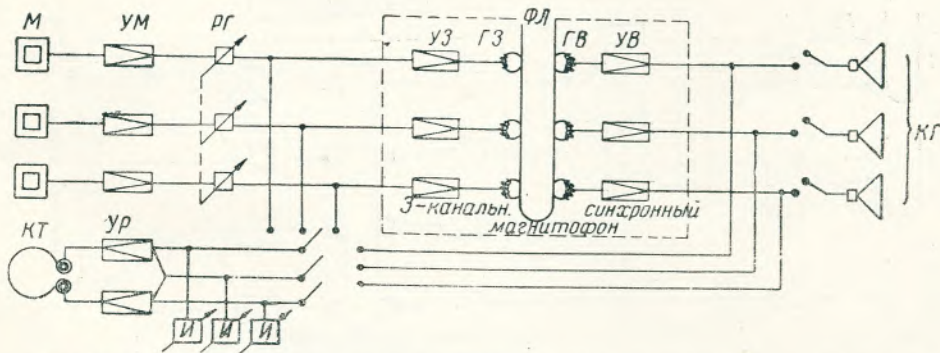 М УМ РГ ФЛ
УЗ ГЗ ГВ УВ
КГ
3-канальн. синхронный
магнитофон
КТ УР
И И И